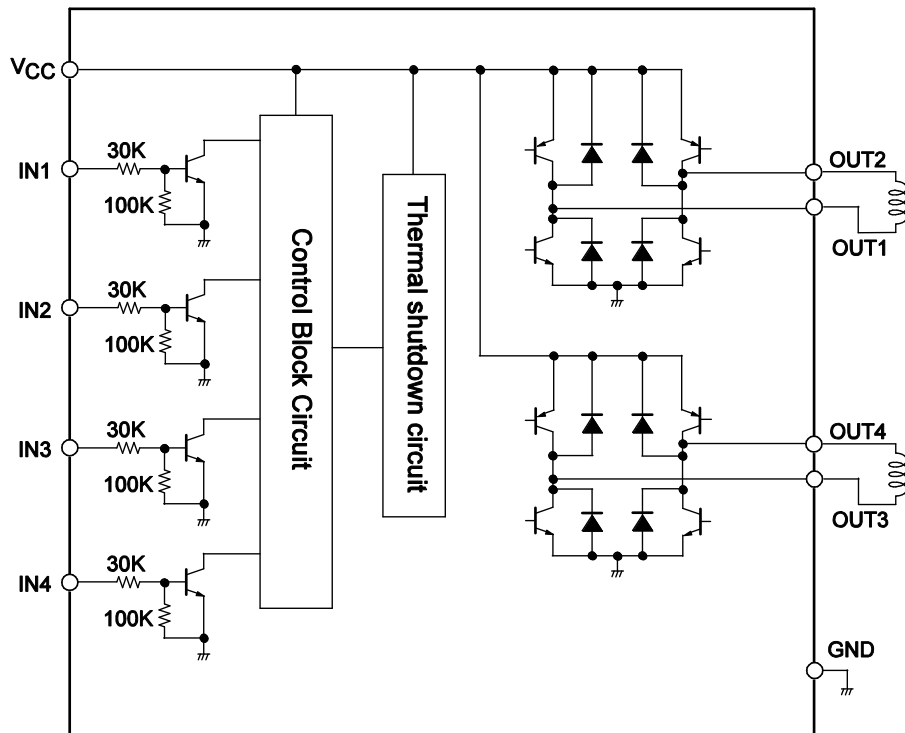 VCC
IN1
30K
100K
IN2
30K
100K
IN3
30K
100K
IN4
30K
100K
Control Block Circuit
Thermal shutdown circuit
OUT2
OUT1
OUT4
OUT3
GND